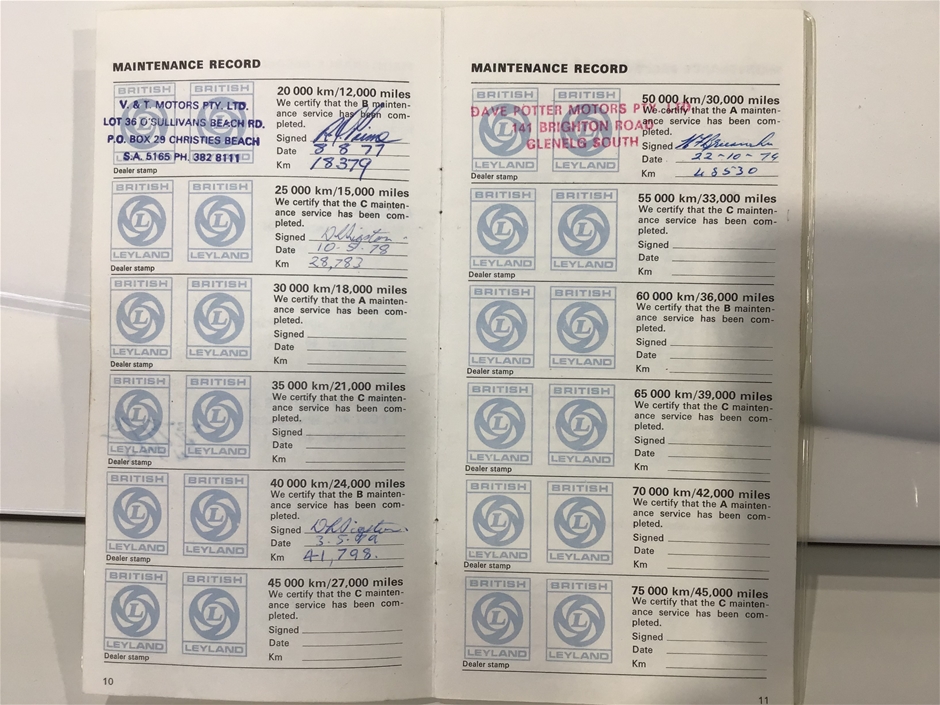 MAINTENANCE RECORD
BRITISH BRITISH
V. & T. MOTORS PTY. LTD.
LOT 36 O'SULLIVANS BEACH RD.
P.O. BOX 29 CHRISTIES BEACH
S.A. 5165 PH. 382 8111
Dealer stamp
20 000 km/12,000 miles
We certify that the B mainten-
ance service has been com-
pleted.
Signed
Date 8 8 77
Km 18379
BRITISH BRITISH
L L
LEYLAND LEYLAND
Dealer stamp
25 000 km/15,000 miles
We certify that the C mainten-
ance service has been com-
pleted.
Signed
Date 10-5-78
Km 28,783
BRITISH BRITISH
L L
LEYLAND LEYLAND
Dealer stamp
30 000 km/18,000 miles
We certify that the A mainten-
ance service has been com-
pleted.
Signed
Date
Km
BRITISH BRITISH
L L
LEYLAND LEYLAND
Dealer stamp
35 000 km/21,000 miles
We certify that the C mainten-
ance service has been com-
pleted.
Signed
Date
Km
BRITISH BRITISH
L L
LEYLAND LEYLAND
Dealer stamp
40 000 km/24,000 miles
We certify that the B mainten-
ance service has been com-
pleted.
Signed
Date 3.5.79
Km 41,798.
BRITISH BRITISH
L L
LEYLAND LEYLAND
Dealer stamp
45 000 km/27,000 miles
We certify that the C mainten-
ance service has been com-
pleted.
Signed
Date
Km
10
MAINTENANCE RECORD
BRITISH BRITISH
DAVE POTTER MOTORS PTY. LTD
141 BRIGHTON ROAD
GLENELG SOUTH
LEYLAND LEYLAND
Dealer stamp
50 000 km/30,000 miles
We certify that the A mainten-
ance service has been com-
pleted.
Signed
Date 22-10-79
Km 48530
BRITISH BRITISH
L L
LEYLAND LEYLAND
Dealer stamp
55 000 km/33,000 miles
We certify that the C mainten-
ance service has been com-
pleted.
Signed
Date
Km
BRITISH BRITISH
L L
LEYLAND LEYLAND
Dealer stamp
60 000 km/36,000 miles
We certify that the B mainten-
ance service has been com-
pleted.
Signed
Date
Km
BRITISH BRITISH
L L
LEYLAND LEYLAND
Dealer stamp
65 000 km/39,000 miles
We certify that the C mainten-
ance service has been com-
pleted.
Signed
Date
Km
BRITISH BRITISH
L L
LEYLAND LEYLAND
Dealer stamp
70 000 km/42,000 miles
We certify that the A mainten-
ance service has been com-
pleted.
Signed
Date
Km
BRITISH BRITISH
L L
LEYLAND LEYLAND
Dealer stamp
75 000 km/45,000 miles
We certify that the C mainten-
ance service has been com-
pleted.
Signed
Date
Km
11